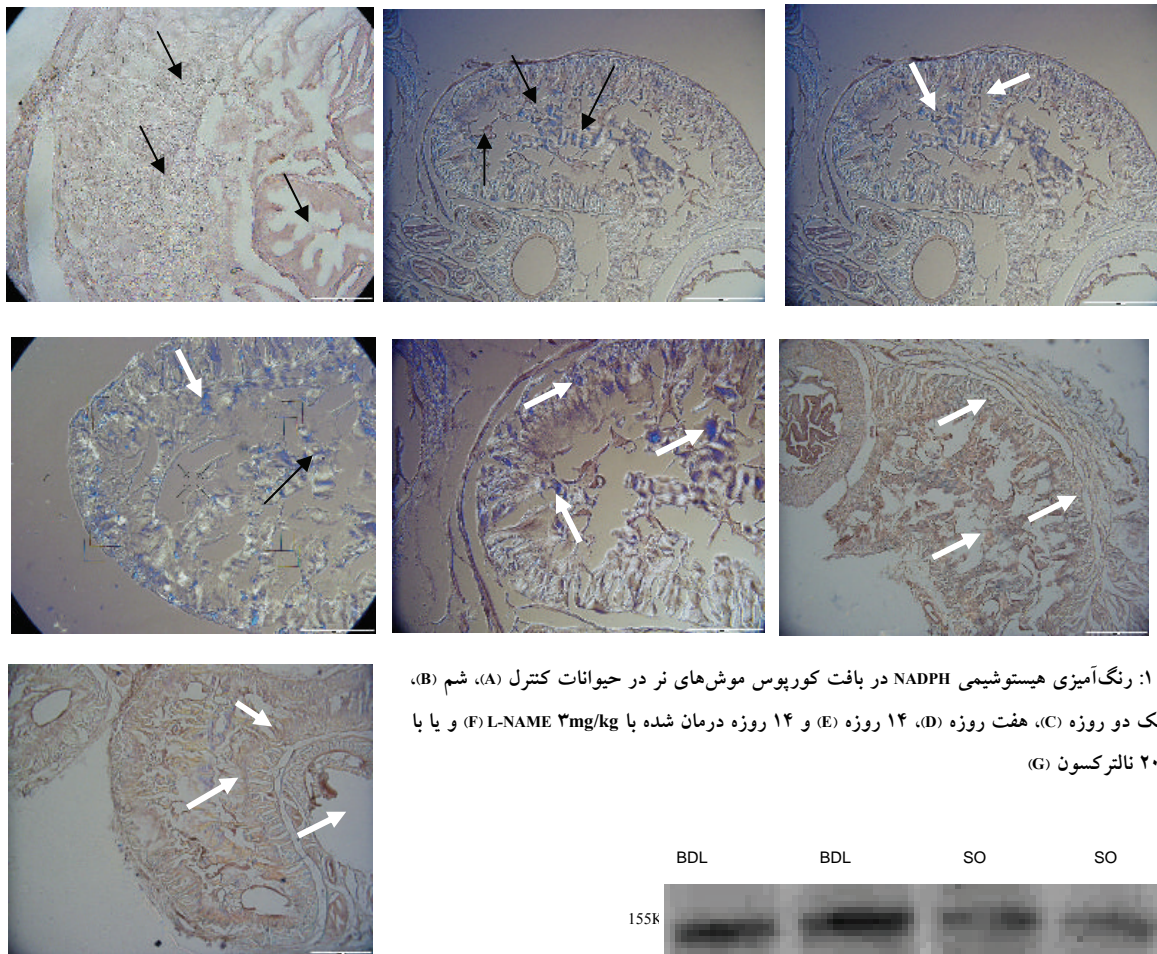 ۱: رنگ‌آمیزی هیستوشیمی NADPH در بافت کورپوس موش‌های نر در حیوانات کنترل (A)، شم (B)،
ک دو روزه (C)، هفت روزه (D)، ۱۴ روزه (E) و ۱۴ روزه درمان شده با L-NAME ۳mg/kg (F) و یا با
۲۰ نالترکسون (G)
BDL BDL SO SO
155K